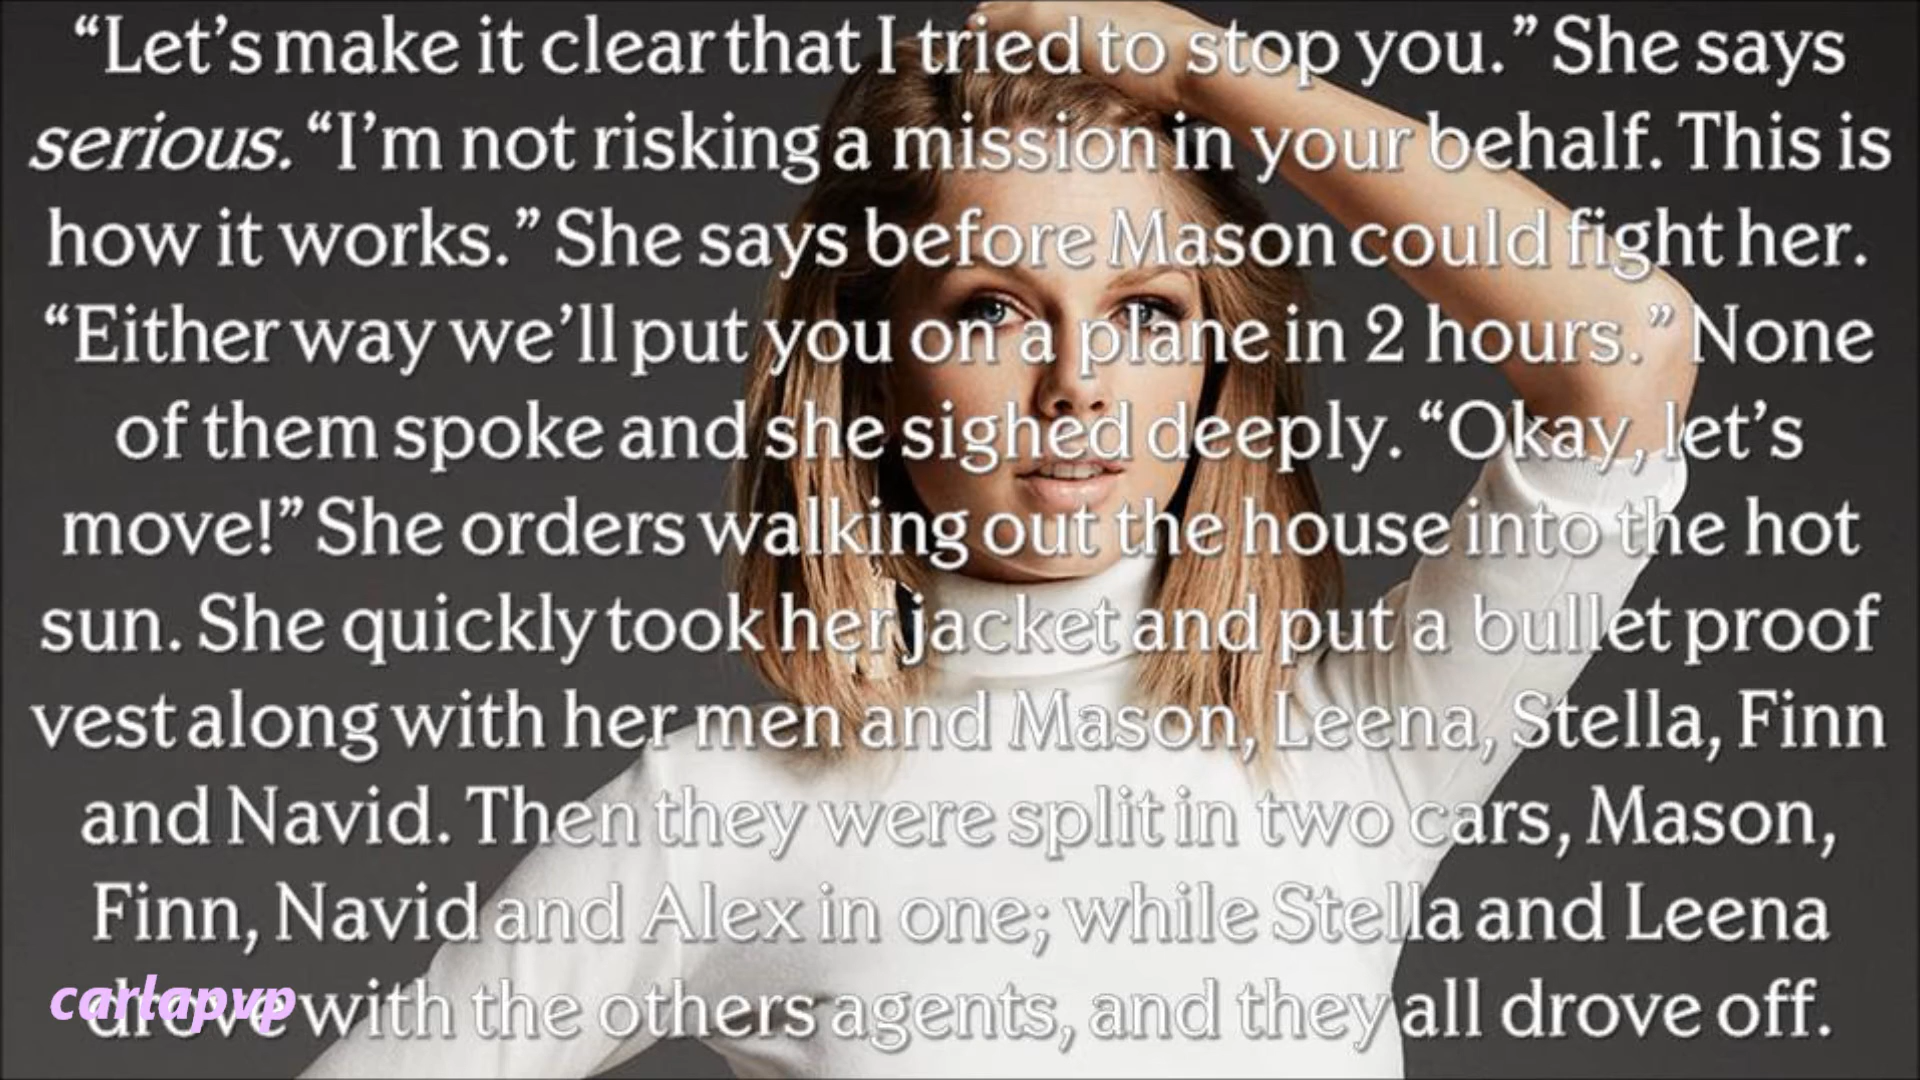 “Let’s make it clear that I tried to stop you.” She says
serious. “I’m not risking a mission in your behalf. This is
how it works.” She says before Mason could fight her.
“Either way we’ll put you on a plane in 2 hours.” None
of them spoke and she sighed deeply. “Okay, let’s
move!” She orders walking out the house into the hot
sun. She quickly took her jacket and put a bullet proof
vest along with her men and Mason, Leena, Stella, Finn
and Navid. Then they were split in two cars, Mason,
Finn, Navid and Alex in one; while Stella and Leena
drove with the others agents, and they all drove off.
carlapvp